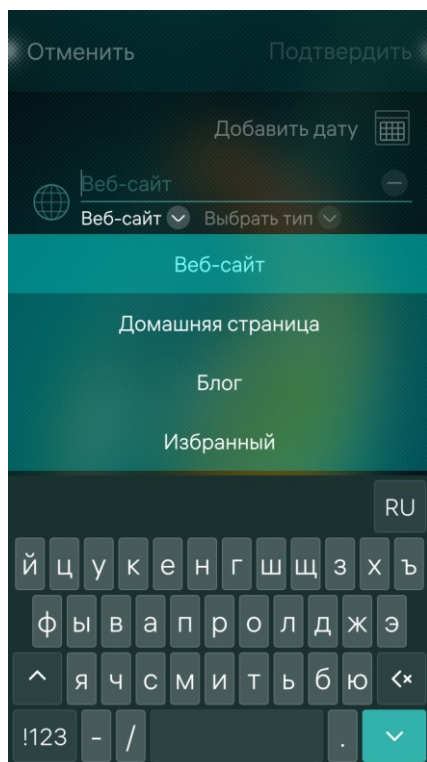 Отменить Подтвердить
Добавить дату
Веб-сайт
Веб-сайт Выбрать тип
Веб-сайт
Домашняя страница
Блог
Избранный
RU
й ц у к е н г ш щ з х ъ
ф ы в а п р о л д ж э
я ч с м и т ь б ю
!123 - / .